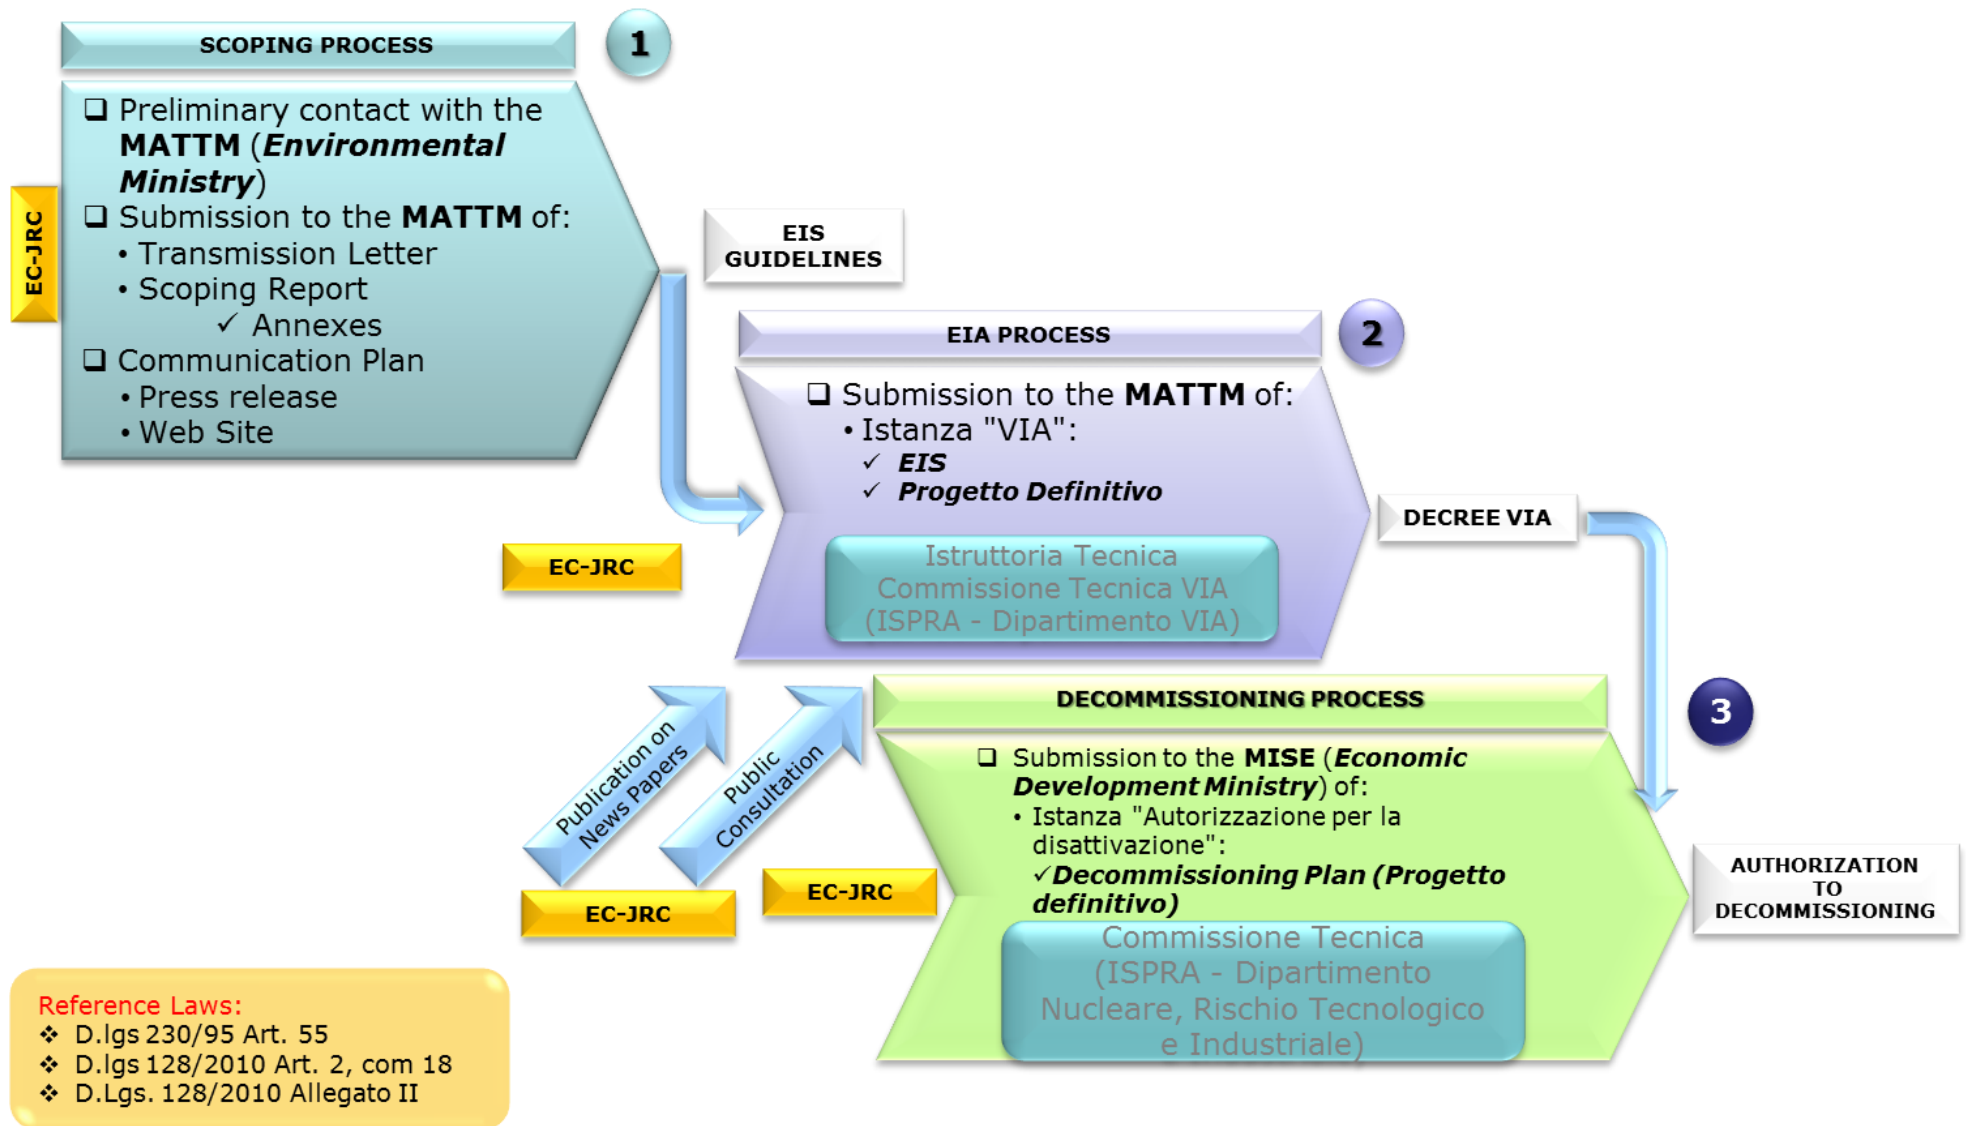 SCOPING PROCESS
1
EC-JRC
❑ Preliminary contact with the
MATTM (Environmental
Ministry)
❑ Submission to the MATTM of:
• Transmission Letter
• Scoping Report
✓ Annexes
❑ Communication Plan
• Press release
• Web Site
EIS
GUIDELINES
EIA PROCESS
2
❑ Submission to the MATTM of:
• Istanza "VIA":
✓ EIS
✓ Progetto Definitivo
Istruttoria Tecnica
Commissione Tecnica VIA
(ISPRA - Dipartimento VIA)
EC-JRC
DECREE VIA
Publication on
News Papers
Public
Consultation
EC-JRC
DECOMMISSIONING PROCESS
3
❑ Submission to the MISE (Economic
Development Ministry) of:
• Istanza "Autorizzazione per la
disattivazione":
✓Decommissioning Plan (Progetto
definitivo)
Commissione Tecnica
(ISPRA - Dipartimento
Nucleare, Rischio Tecnologico
e Industriale)
EC-JRC
AUTHORIZATION
TO
DECOMMISSIONING
Reference Laws:
❖ D.lgs 230/95 Art. 55
❖ D.lgs 128/2010 Art. 2, com 18
❖ D.Lgs. 128/2010 Allegato II